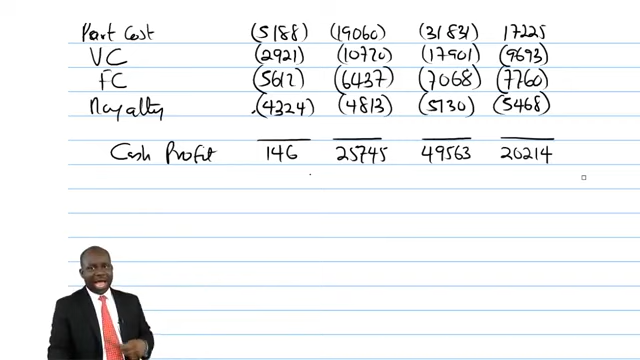 Part Cost (5188) (19060) (31831) 17225
VC (2921) (10720) (17901) (9693)
FC (5612) (6437) (7068) (7760)
Royalty (4324) (4813) (5130) (5468)
Cash Profit 146 25745 49563 20214